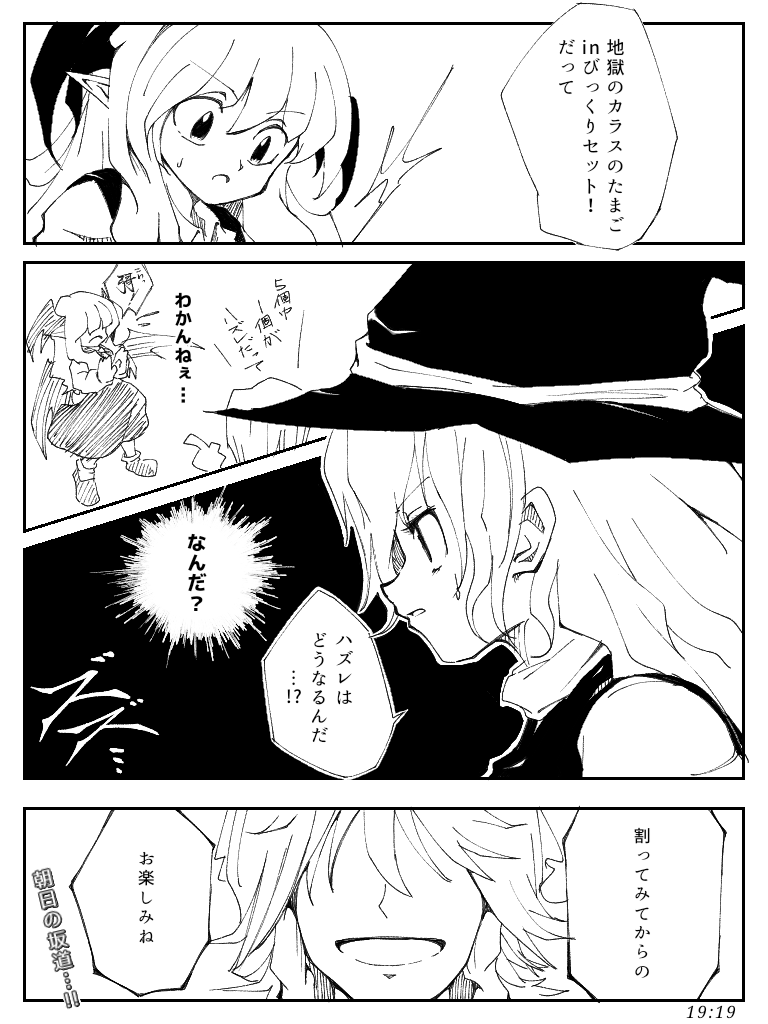 地獄のカラスのたまご
inびっくりセット!
だって
5個中
1個が
ハズレだって
わかんねぇ…
なんだ?
ハズレは
どうなるんだ
…!?
割ってみてからの
お楽しみね
朝日の坂道…!!
19:19